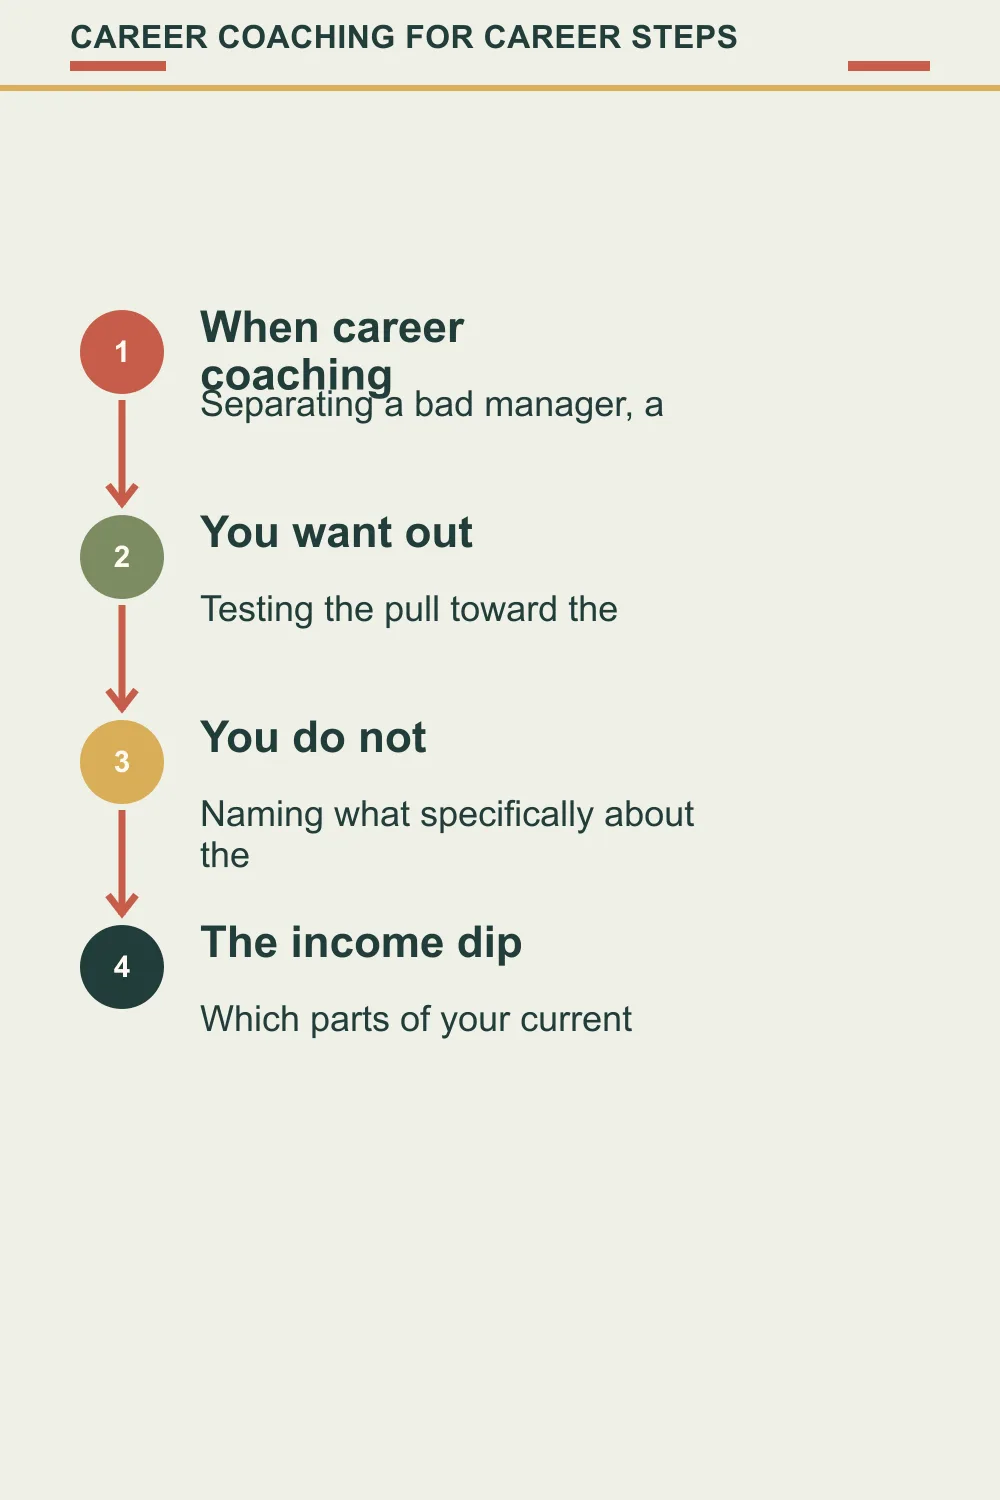 CAREER COACHING FOR CAREER STEPS
1
When career
coaching
Separating a bad manager, a
2
You want out
Testing the pull toward the
3
You do not
Naming what specifically about
the
4
The income dip
Which parts of your current